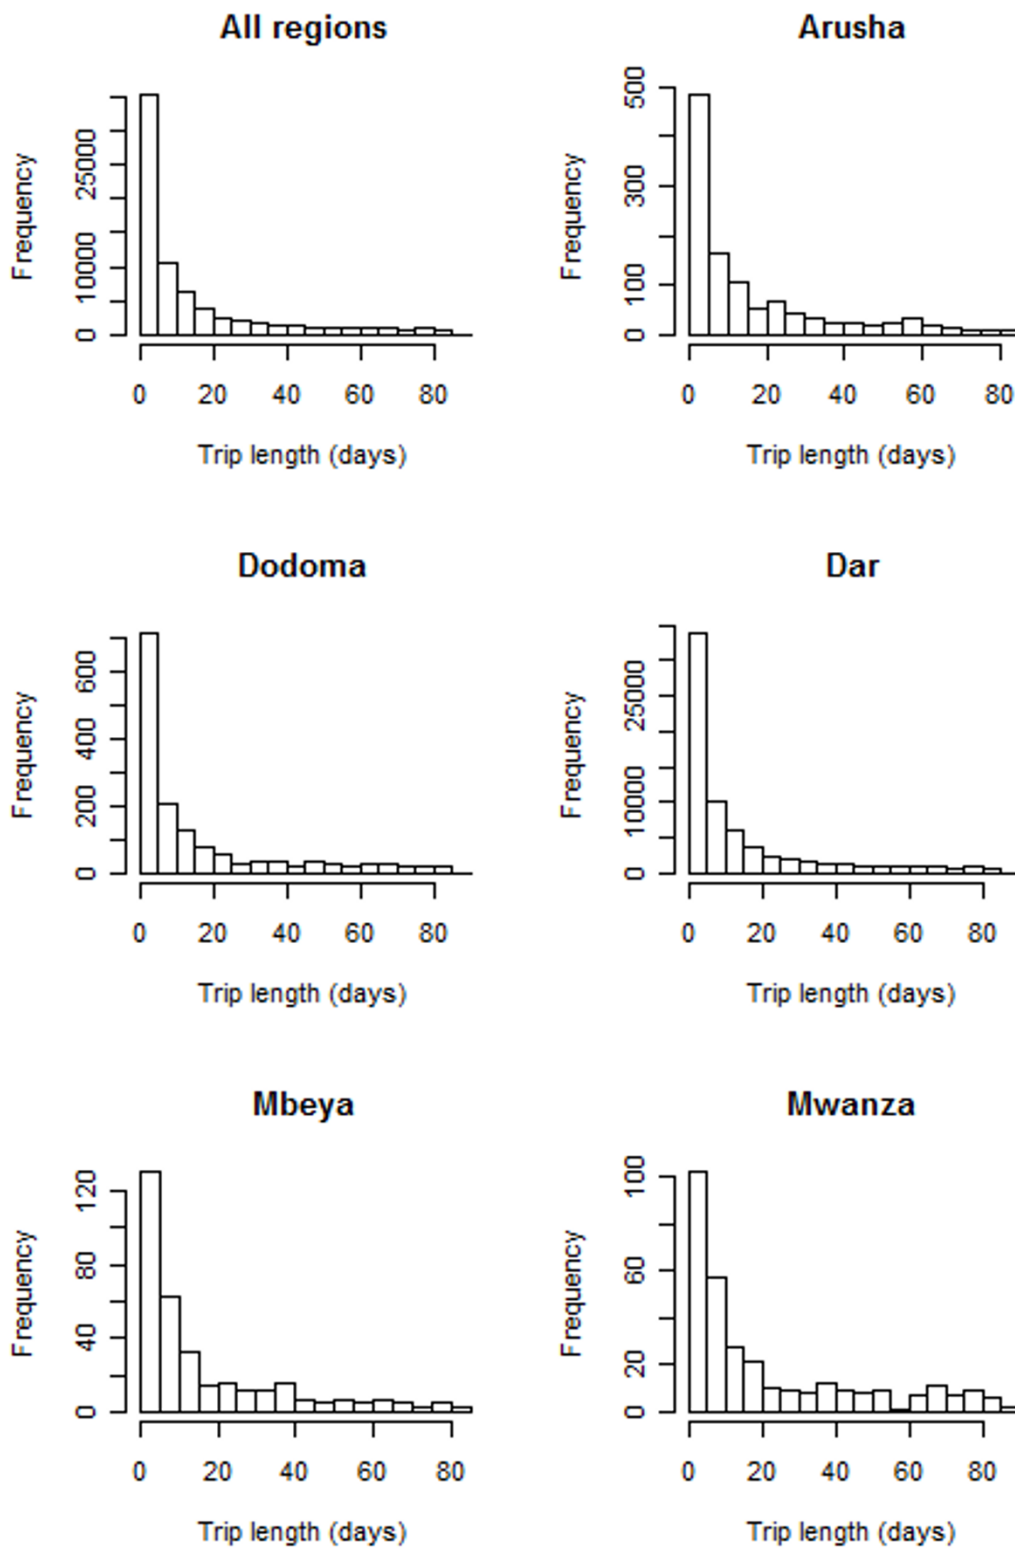 All regions
Frequency
0 10000 25000
0 20 40 60 80
Trip length (days)
Arusha
Frequency
0 100 300 500
0 20 40 60 80
Trip length (days)
Dodoma
Frequency
0 200 400 600
0 20 40 60 80
Trip length (days)
Dar
Frequency
0 10000 25000
0 20 40 60 80
Trip length (days)
Mbeya
Frequency
0 40 80 120
0 20 40 60 80
Trip length (days)
Mwanza
Frequency
0 20 60 100
0 20 40 60 80
Trip length (days)